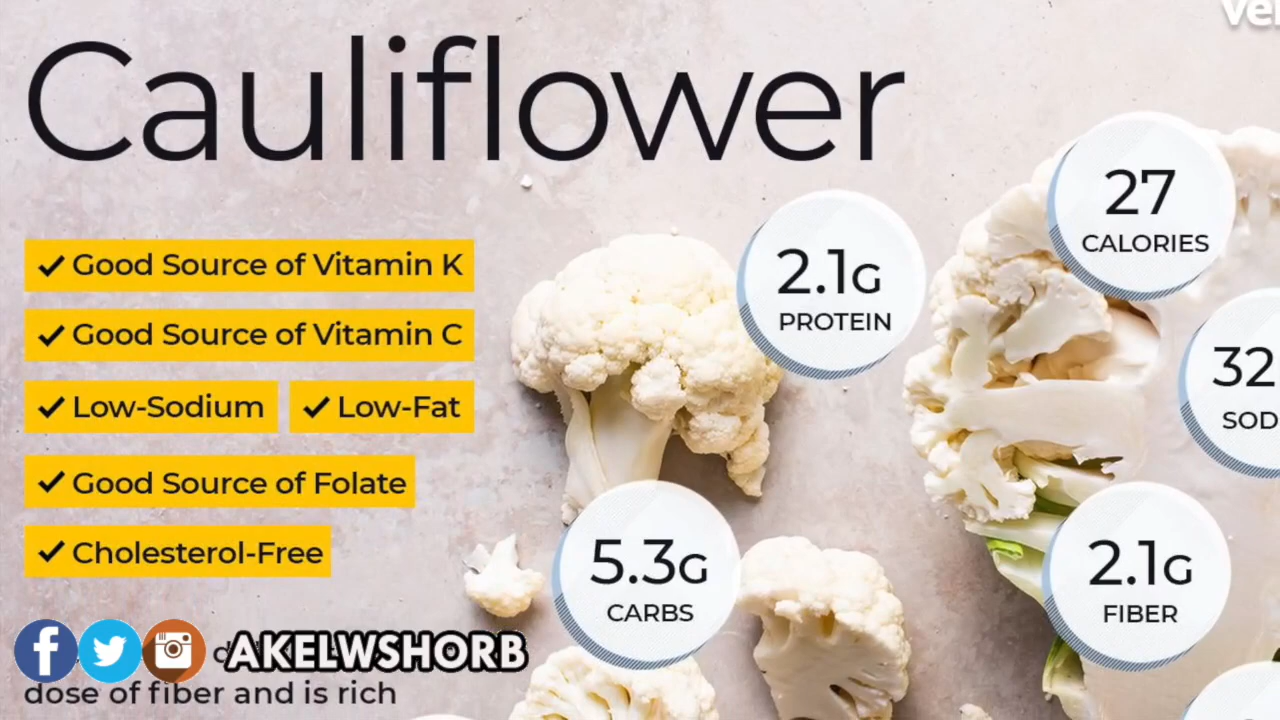 Cauliflower
✓ Good Source of Vitamin K
✓ Good Source of Vitamin C
✓ Low-Sodium ✓ Low-Fat
✓ Good Source of Folate
✓ Cholesterol-Free
AKELWSHORB
dose of fiber and is rich
27
CALORIES
2.1G
PROTEIN
32
SOD
5.3G
CARBS
2.1G
FIBER